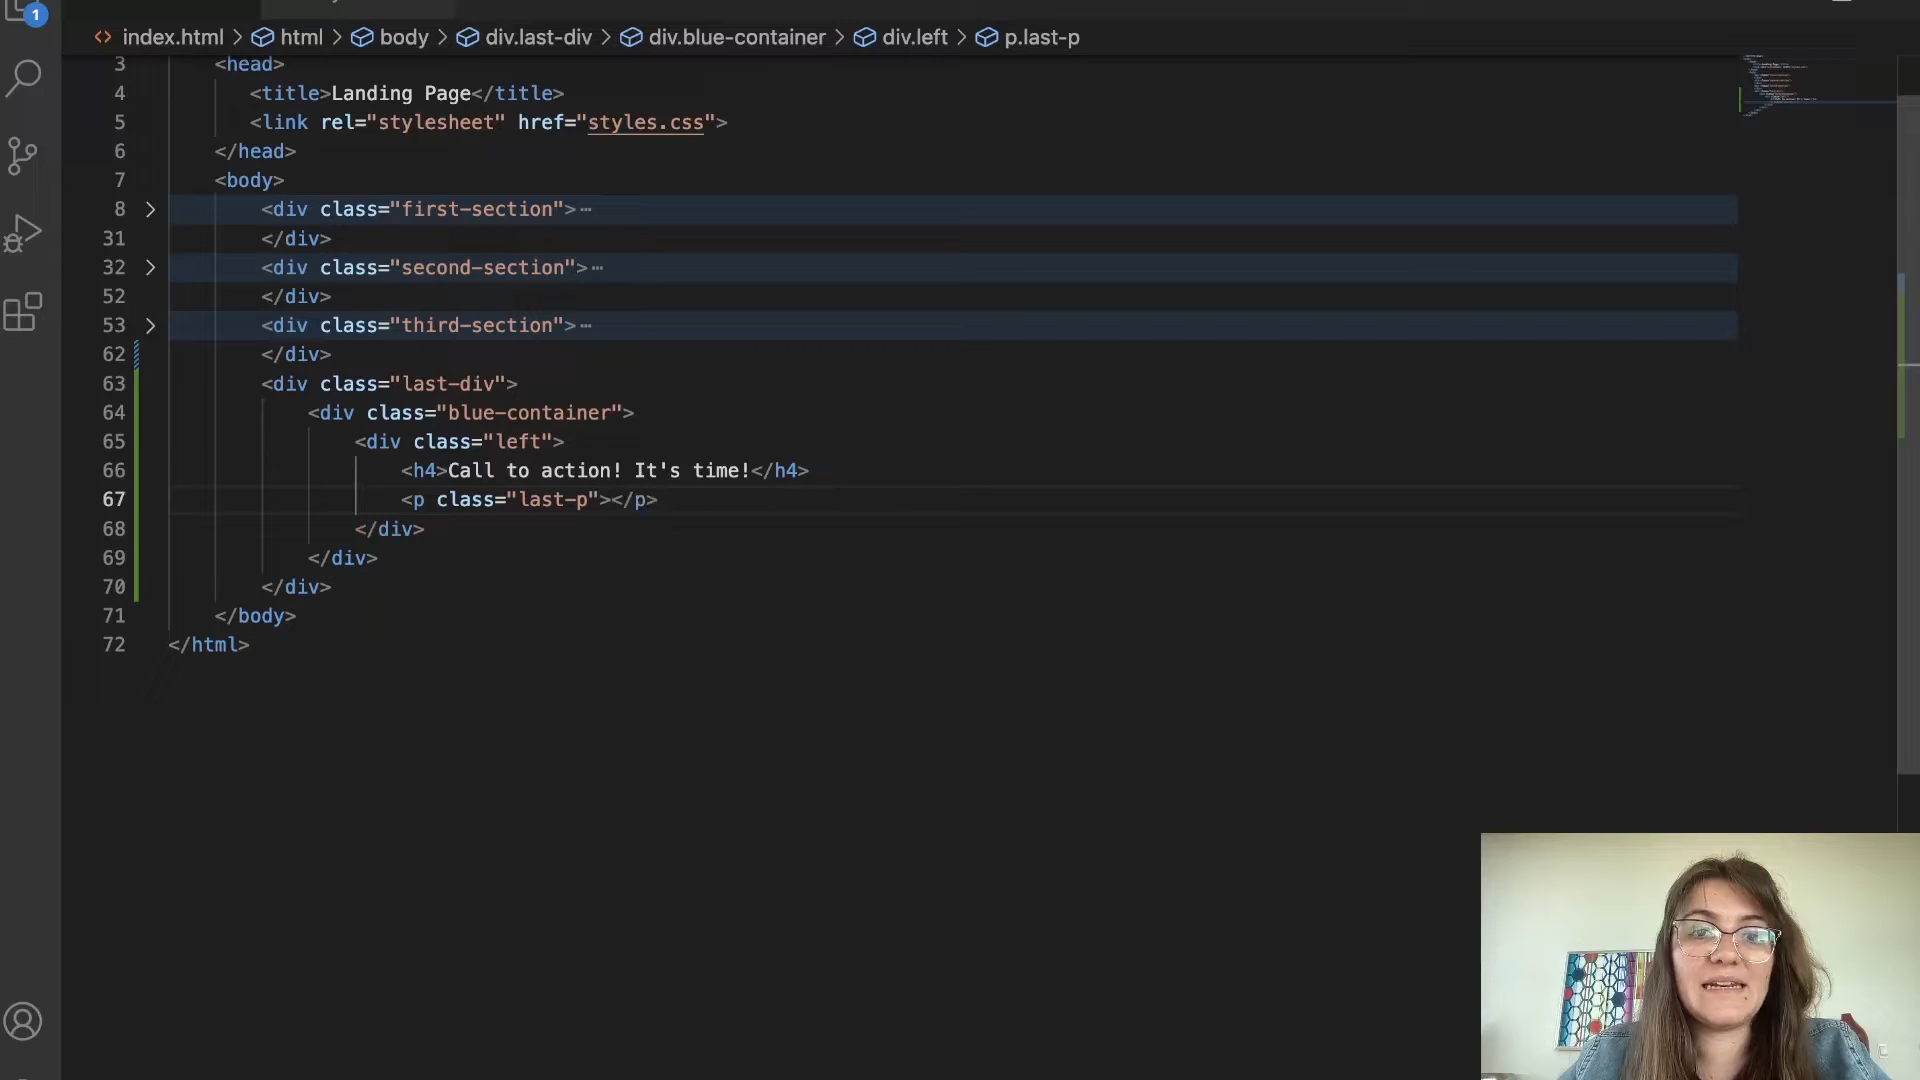 1
index.html > html > body > div.last-div > div.blue-container > div.left > p.last-p
3 <head>
4 <title>Landing Page</title>
5 <link rel="stylesheet" href="styles.css">
6 </head>
7 <body>
8 > <div class="first-section">⋯
31 </div>
32 > <div class="second-section">⋯
52 </div>
53 > <div class="third-section">⋯
62 </div>
63 <div class="last-div">
64 <div class="blue-container">
65 <div class="left">
66 <h4>Call to action! It's time!</h4>
67 <p class="last-p"></p>
68 </div>
69 </div>
70 </div>
71 </body>
72 </html>